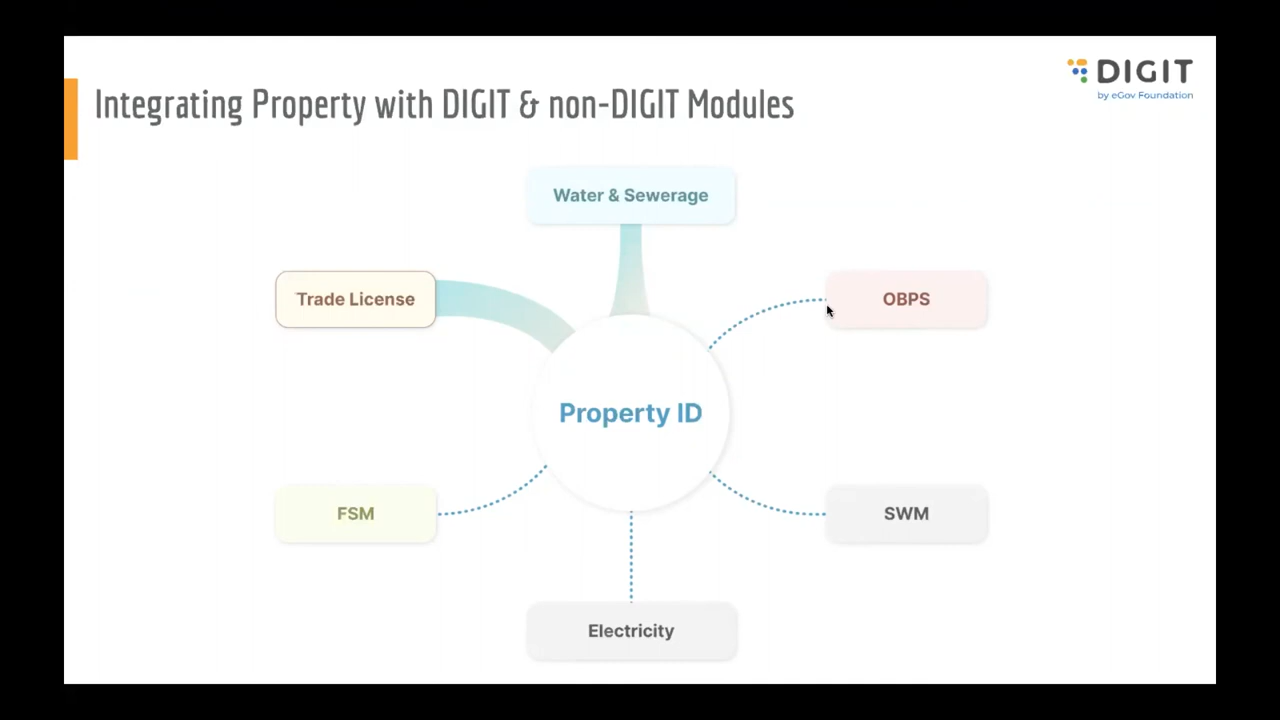 DIGIT
by eGov Foundation
Integrating Property with DIGIT & non-DIGIT Modules
Water & Sewerage
Trade License
OBPS
Property ID
FSM
SWM
Electricity